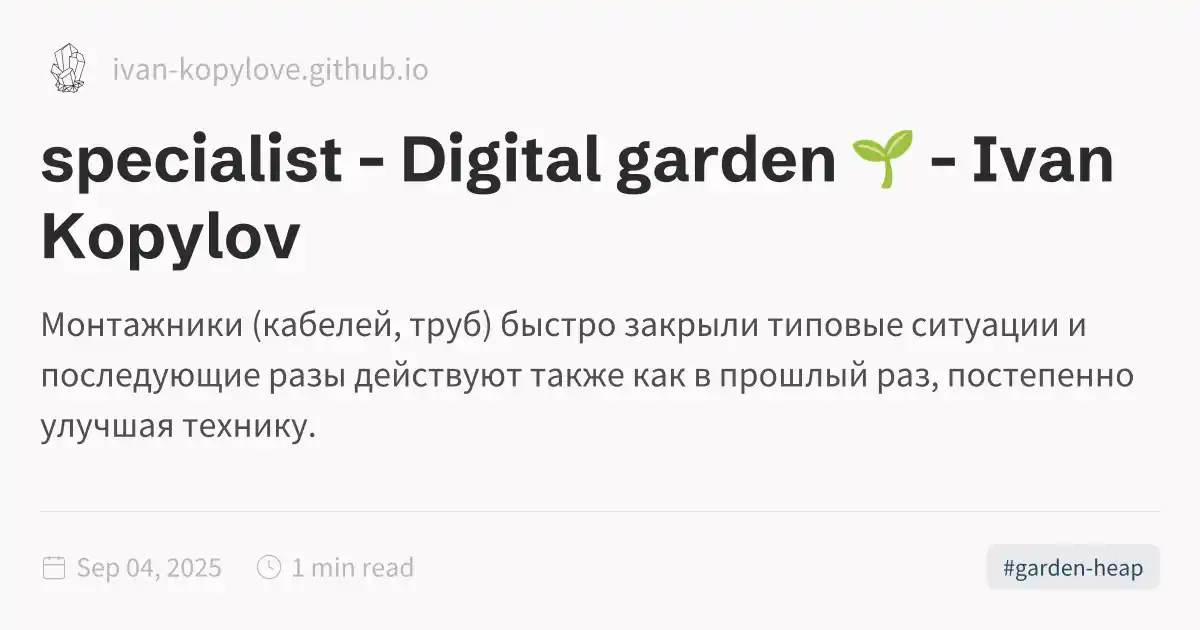 ivan-kopylove.github.io
specialist - Digital garden 🌱 - Ivan
Kopylov
Монтажники (кабелей, труб) быстро закрыли типовые ситуации и
последующие разы действуют также как в прошлый раз, постепенно
улучшая технику.
Sep 04, 2025
1 min read
#garden-heap